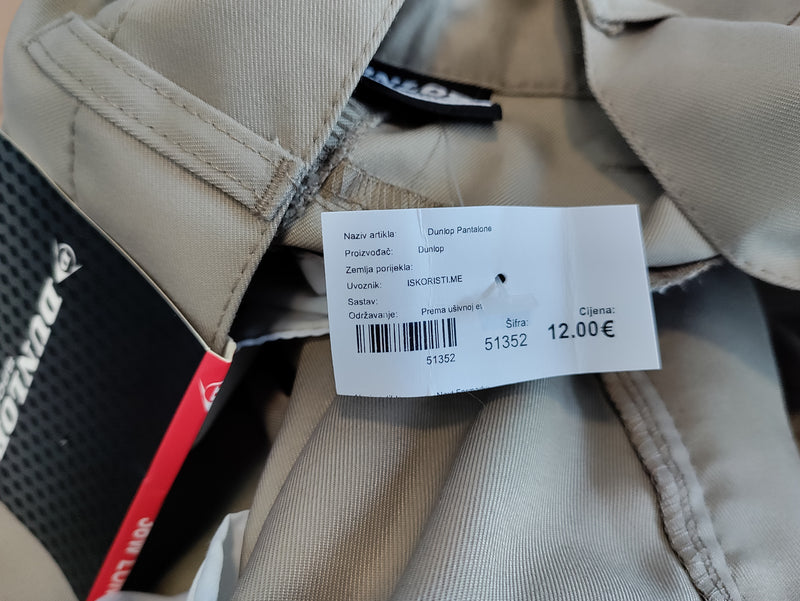 Naziv artikla: Dunlop Pantalone
Proizvođač: Dunlop
Zemlja porijekla:
Uvoznik: ISKORISTI.ME
Sastav:
Održavanje: Prema ušivnoj et
51352
Šifra:
51352
Cijena:
12.00€
DUNLOP